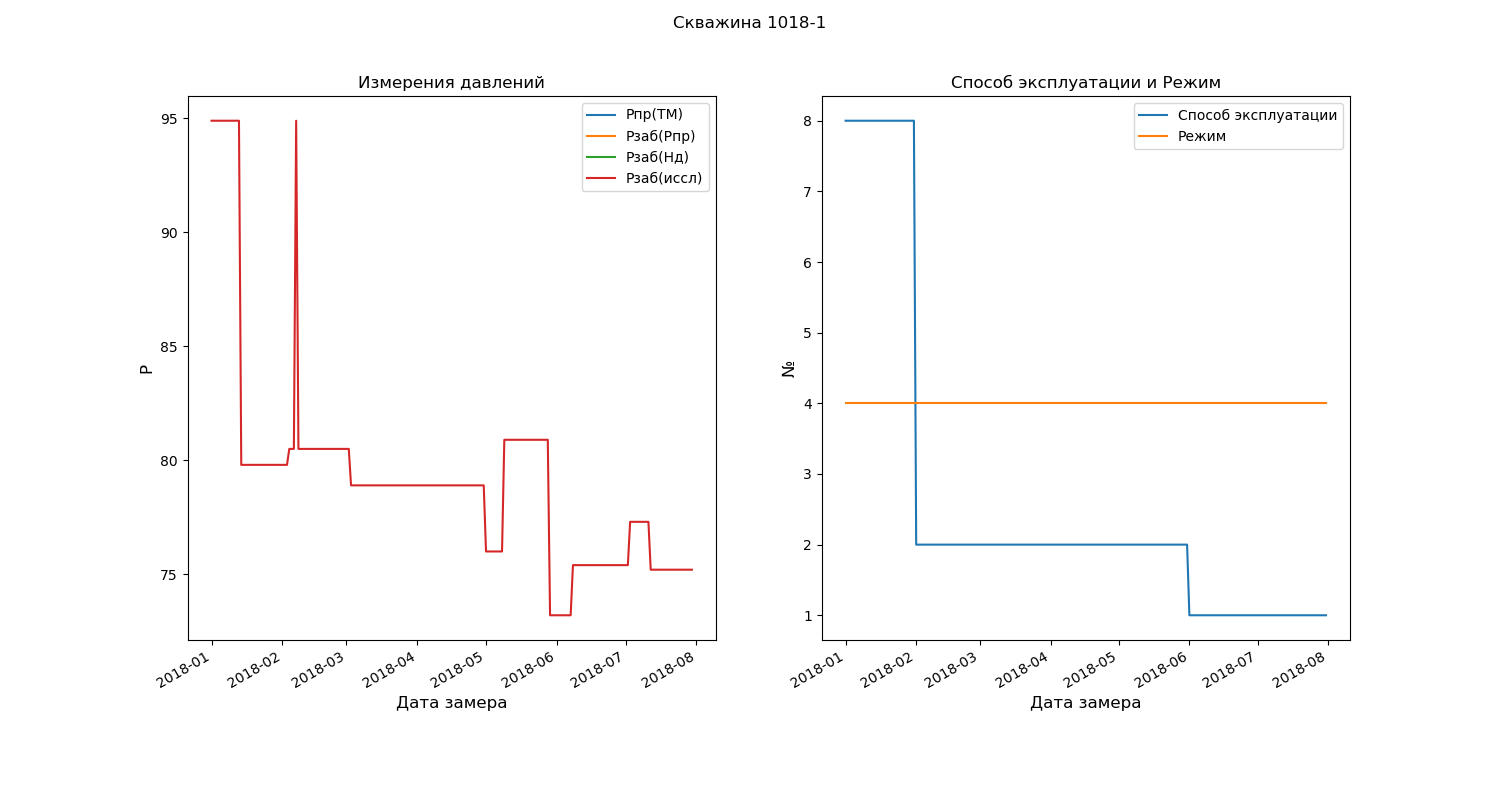 Скважина 1018-1
Измерения давлений
95
90
85
80
75
P
Рпр(ТМ)
Рзаб(Рпр)
Рзаб(Нд)
Рзаб(иссл)
2018-01
2018-02
2018-03
2018-04
2018-05
2018-06
2018-07
2018-08
Дата замера
Способ эксплуатации и Режим
8
7
6
5
4
3
2
1
№
Способ эксплуатации
Режим
2018-01
2018-02
2018-03
2018-04
2018-05
2018-06
2018-07
2018-08
Дата замера